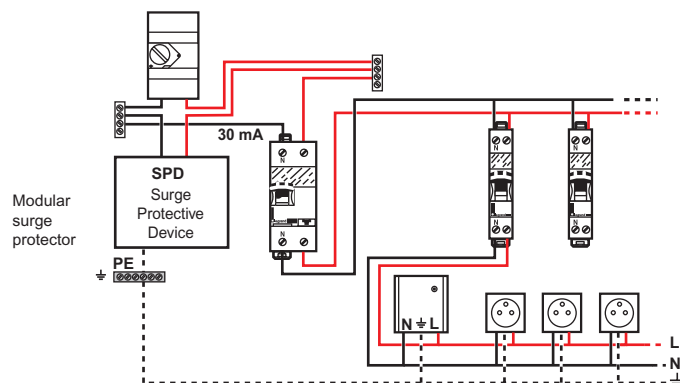 30 mA
N
SPD
Surge
Protective
Device
Modular
surge
protector
N
PE
N
N
N
N
N L
L
N